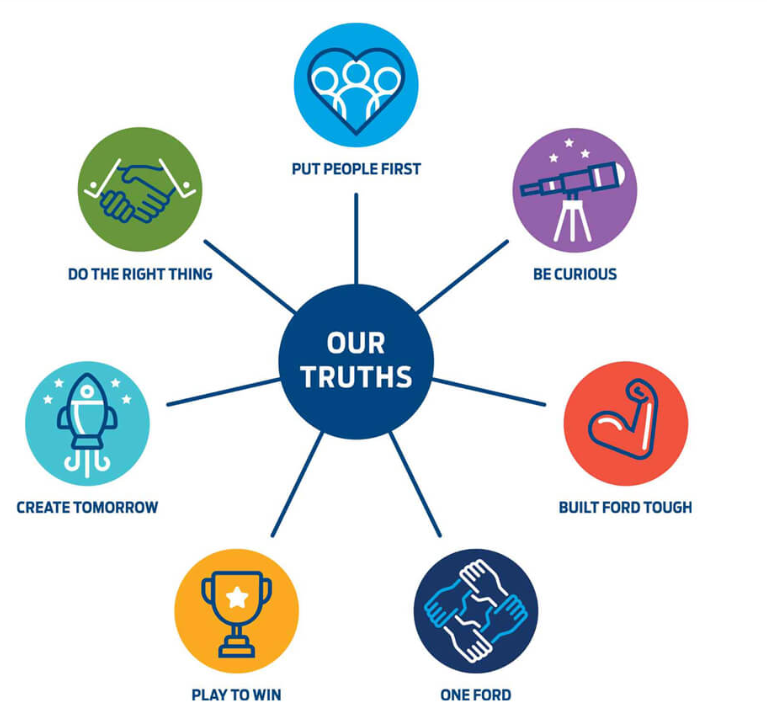 PUT PEOPLE FIRST
DO THE RIGHT THING
BE CURIOUS
OUR
TRUTHS
CREATE TOMORROW
BUILT FORD TOUGH
PLAY TO WIN
ONE FORD